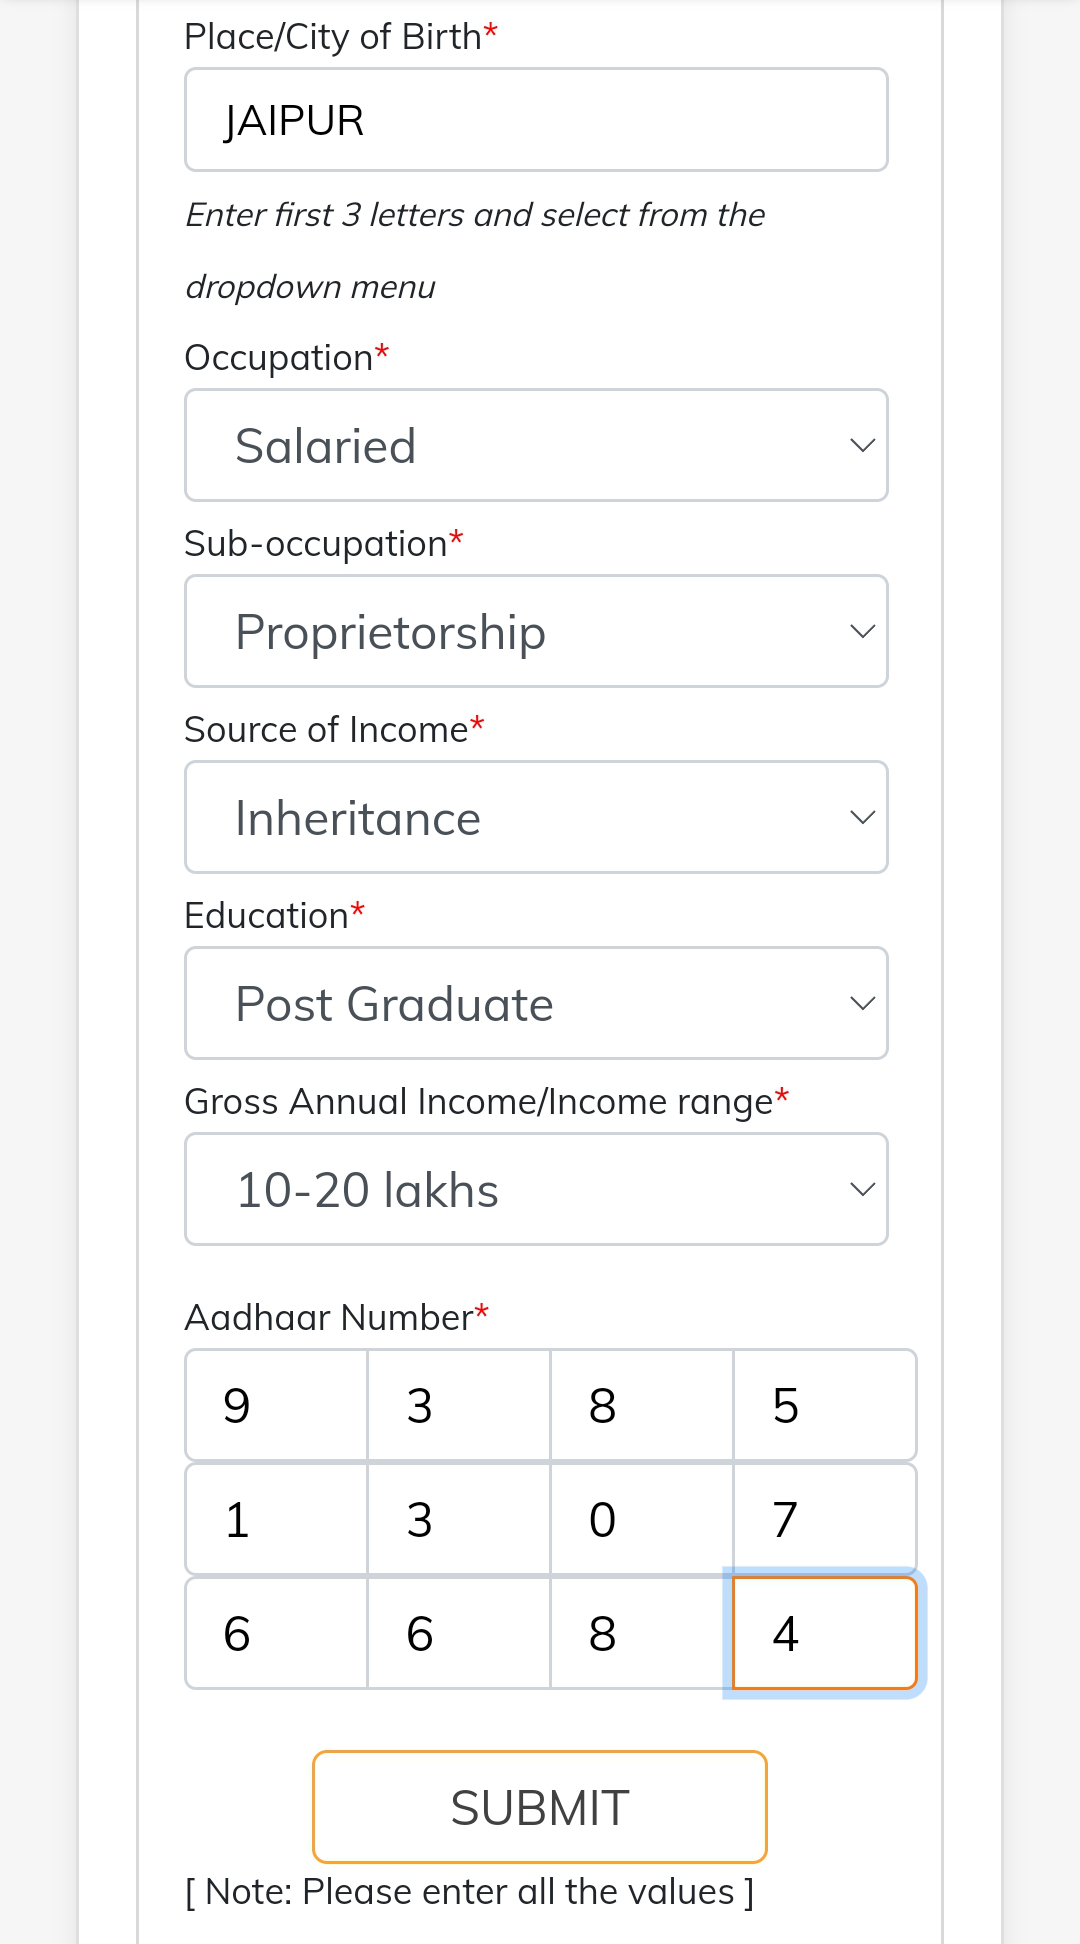 Place/City of Birth*
JAIPUR
Enter first 3 letters and select from the
dropdown menu
Occupation*
Salaried
Sub-occupation*
Proprietorship
Source of Income*
Inheritance
Education*
Post Graduate
Gross Annual Income/Income range*
10-20 lakhs
Aadhaar Number*
9 3 8 5
1 3 0 7
6 6 8 4
SUBMIT
[ Note: Please enter all the values ]